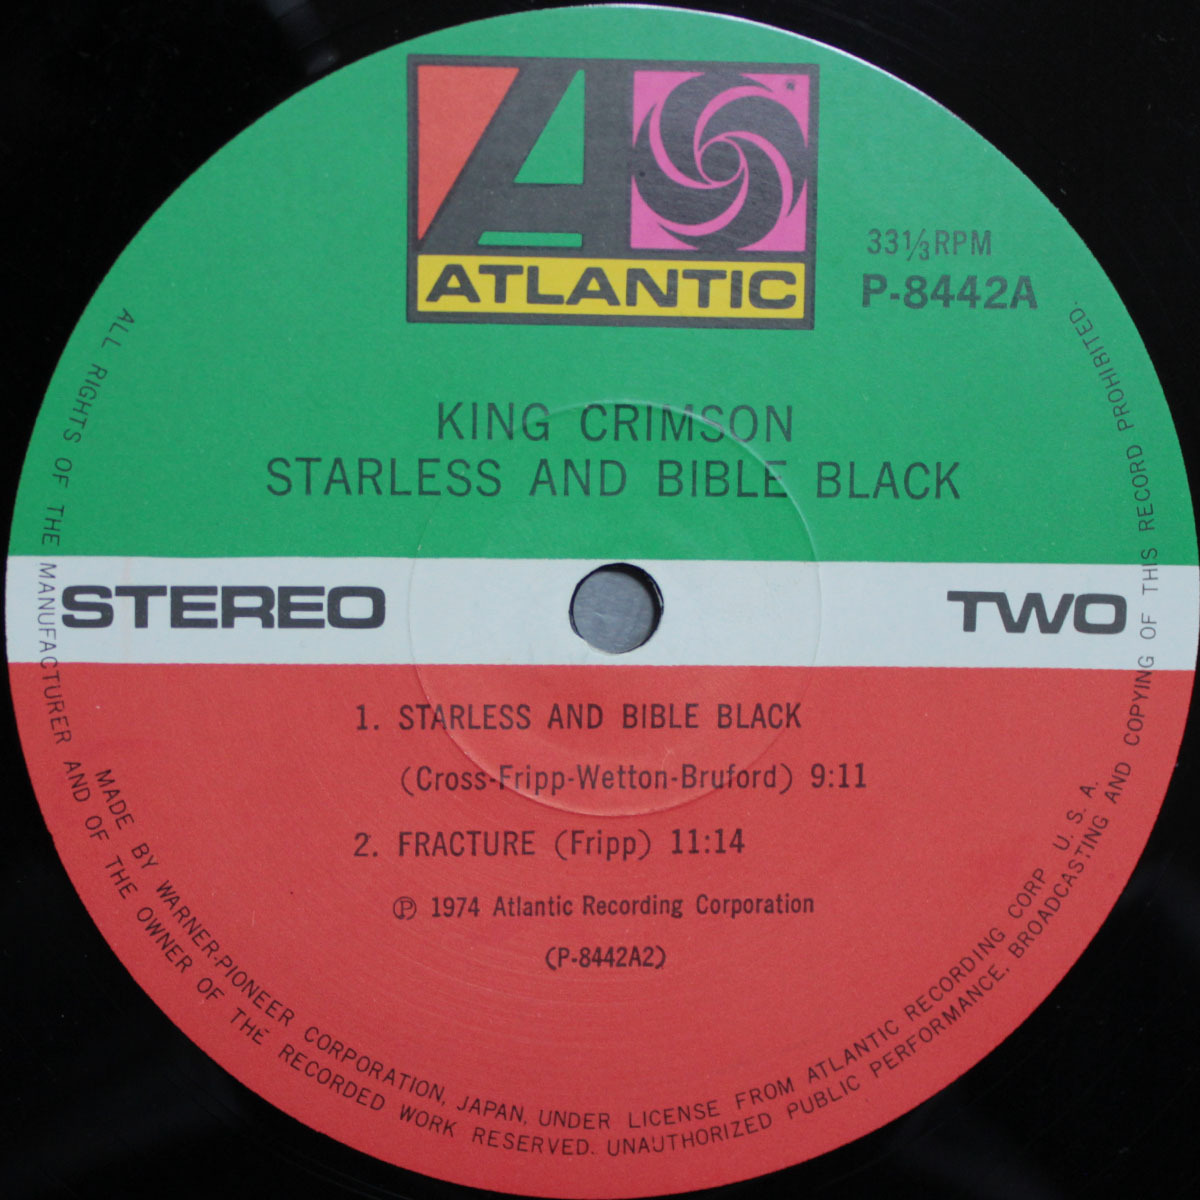 ATLANTIC
33⅓RPM
P-8442A
KING CRIMSON
STARLESS AND BIBLE BLACK
STEREO
TWO
1. STARLESS AND BIBLE BLACK
(Cross-Fripp-Wetton-Bruford) 9:11
2. FRACTURE (Fripp) 11:14
Ⓟ 1974 Atlantic Recording Corporation
(P-8442A2)
MADE BY WARNER-PIONEER CORPORATION, JAPAN, UNDER LICENSE FROM ATLANTIC RECORDING CORP. U. S. A.
ALL RIGHTS OF THE MANUFACTURER AND OF THE OWNER OF THE RECORDED WORK RESERVED. UNAUTHORIZED PUBLIC PERFORMANCE, BROADCASTING AND COPYING OF THIS RECORD PROHIBITED.